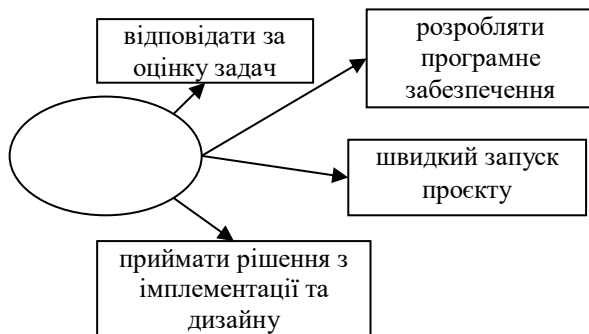 відповідати за
оцінку задач
розробляти
програмне
забезпечення
швидкий запуск
проєкту
приймати рішення з
імплементації та
дизайну